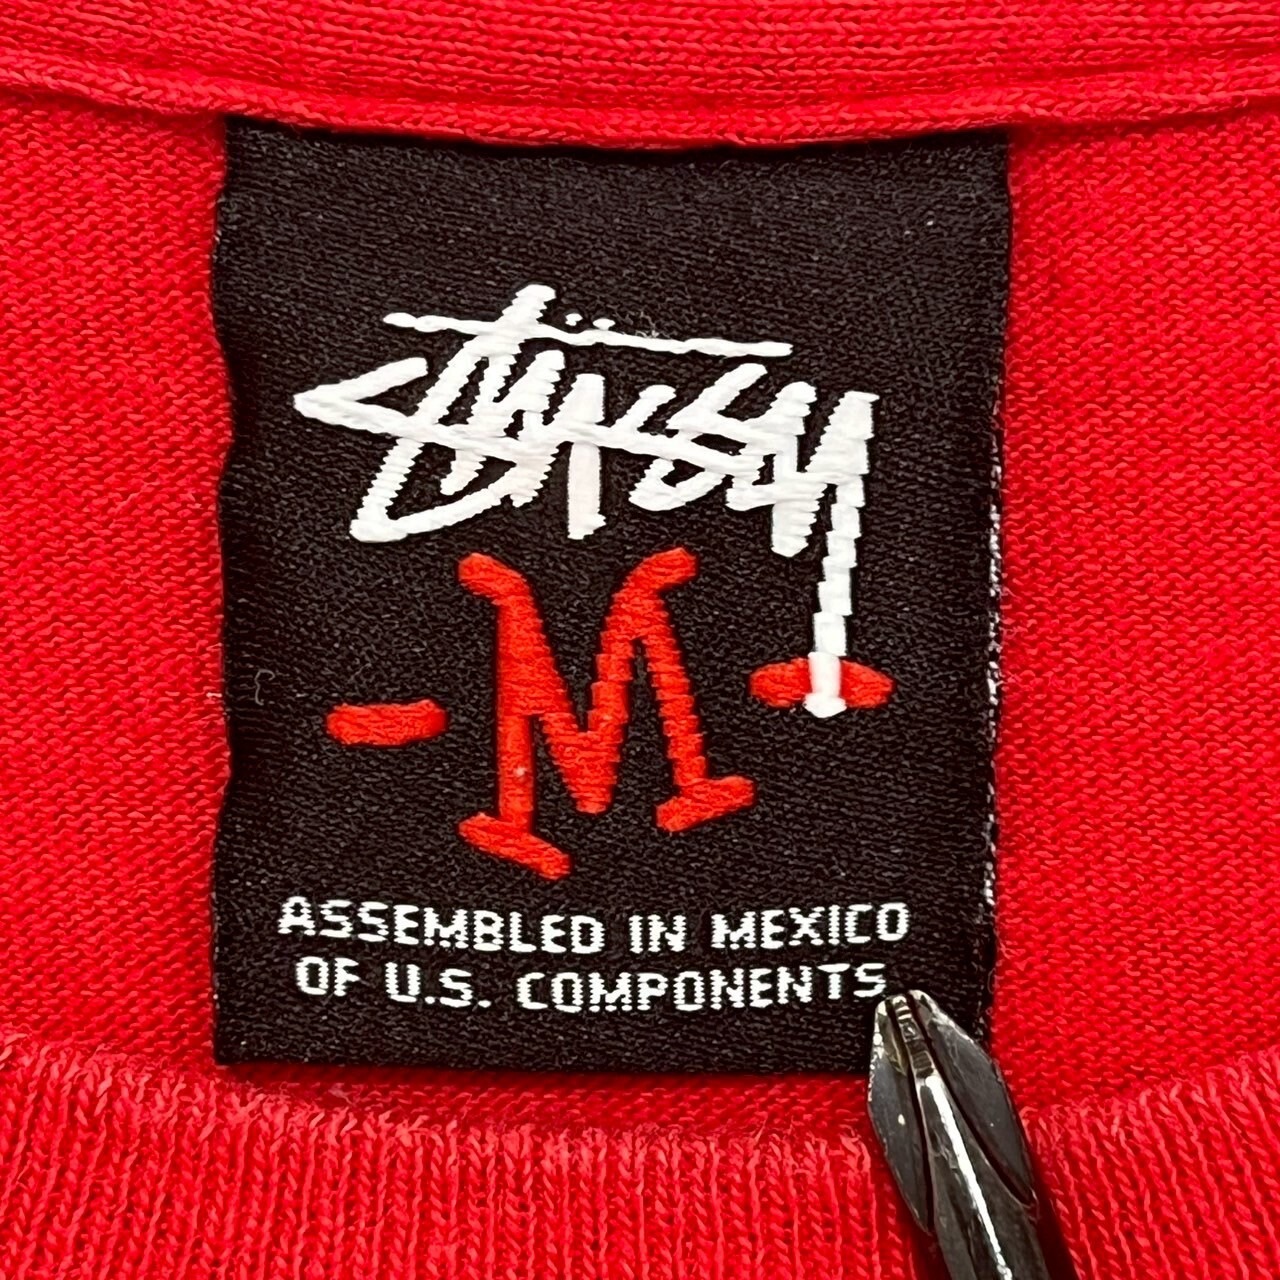 Stüssy
-M-
ASSEMBLED IN MEXICO
OF U.S. COMPONENTS